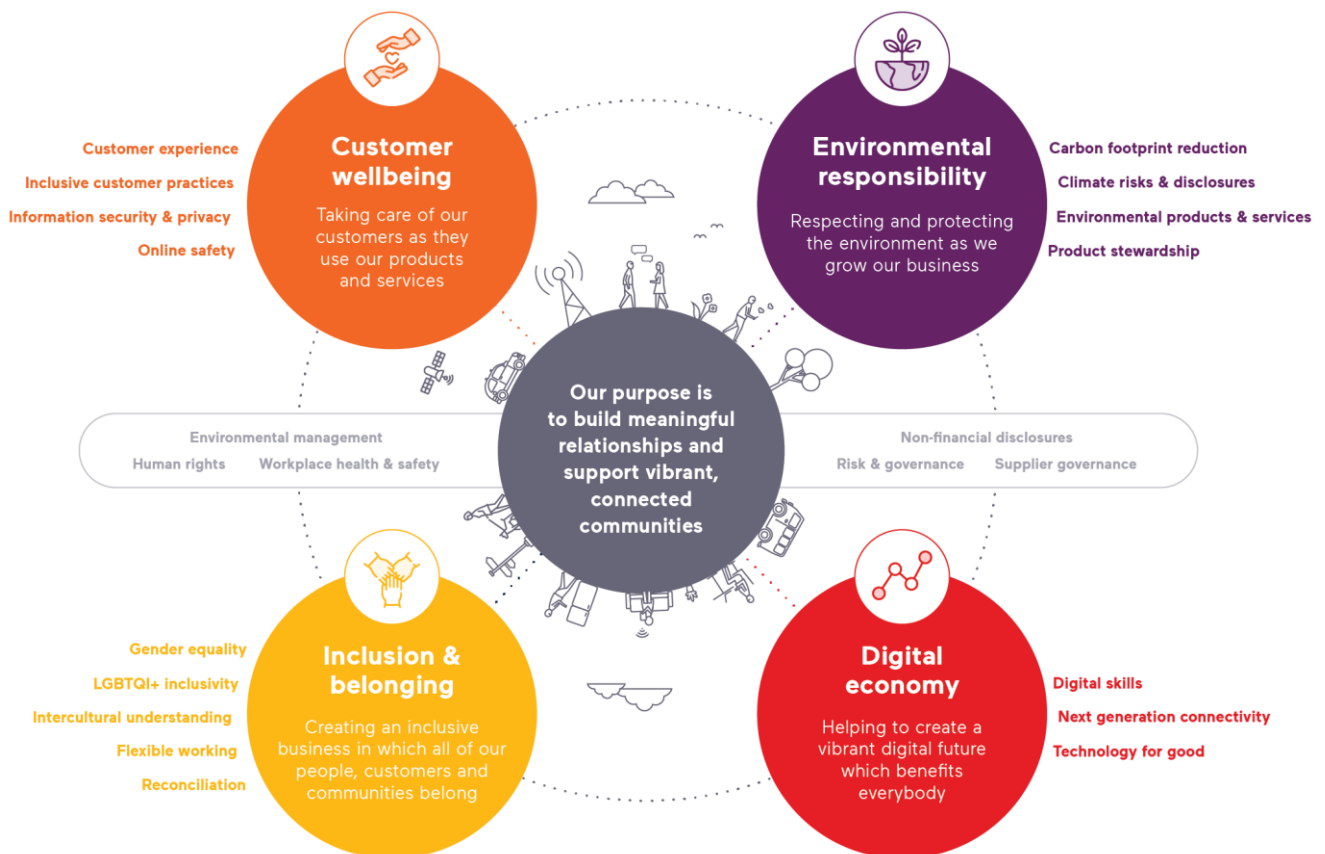 Customer
wellbeing
Taking care of our
customers as they
use our products
and services
Customer experience
Inclusive customer practices
Information security & privacy
Online safety
Environmental
responsibility
Respecting and protecting
the environment as we
grow our business
Carbon footprint reduction
Climate risks & disclosures
Environmental products & services
Product stewardship
Our purpose is
to build meaningful
relationships and
support vibrant,
connected
communities
Environmental management
Human rights Workplace health & safety
Non-financial disclosures
Risk & governance Supplier governance
Inclusion &
belonging
Creating an inclusive
business in which all of our
people, customers and
communities belong
Gender equality
LGBTQI+ inclusivity
Intercultural understanding
Flexible working
Reconciliation
Digital
economy
Helping to create a
vibrant digital future
which benefits
everybody
Digital skills
Next generation connectivity
Technology for good